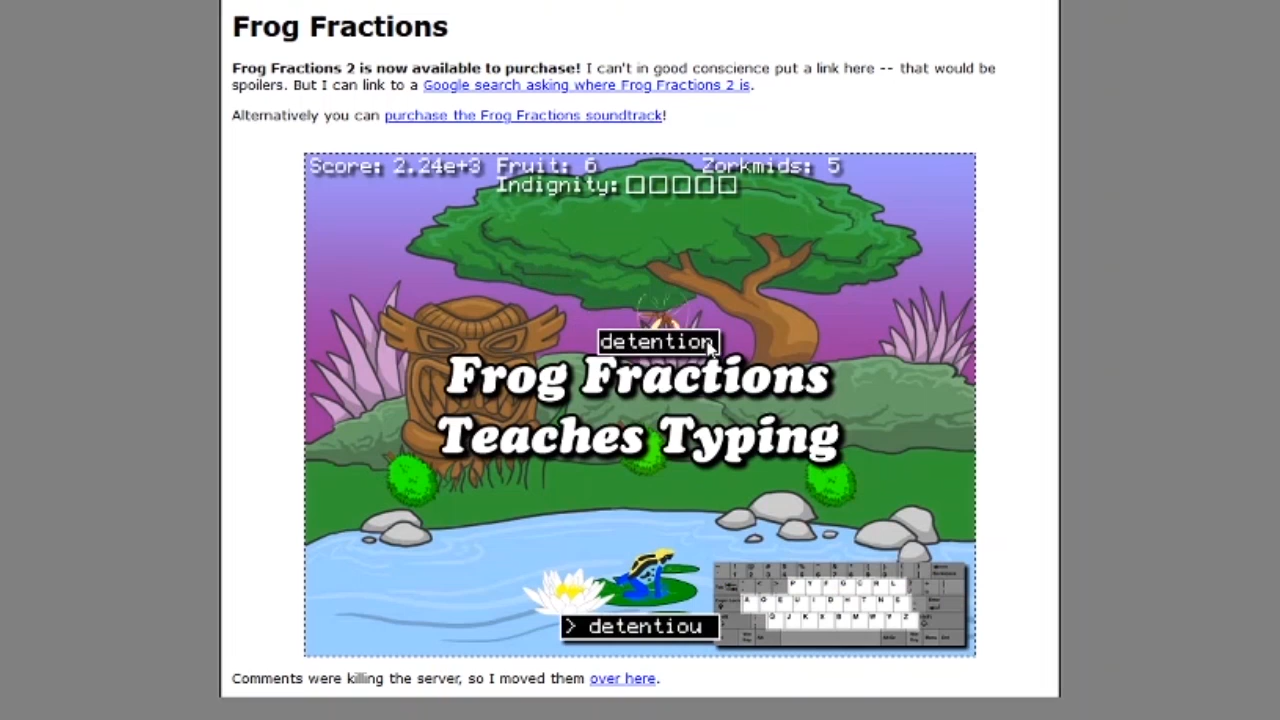 Frog Fractions
Frog Fractions 2 is now available to purchase! I can't in good conscience put a link here -- that would be
spoilers. But I can link to a Google search asking where Frog Fractions 2 is.
Alternatively you can purchase the Frog Fractions soundtrack!
Score: 2.24e+3 Fruit: 6 Zorkmids: 5
Indignity:
detention
Frog Fractions
Teaches Typing
P Y F G C R L
A O E U I D H T N S
Q J K X B M W V Z
> detentiou
Comments were killing the server, so I moved them over here.